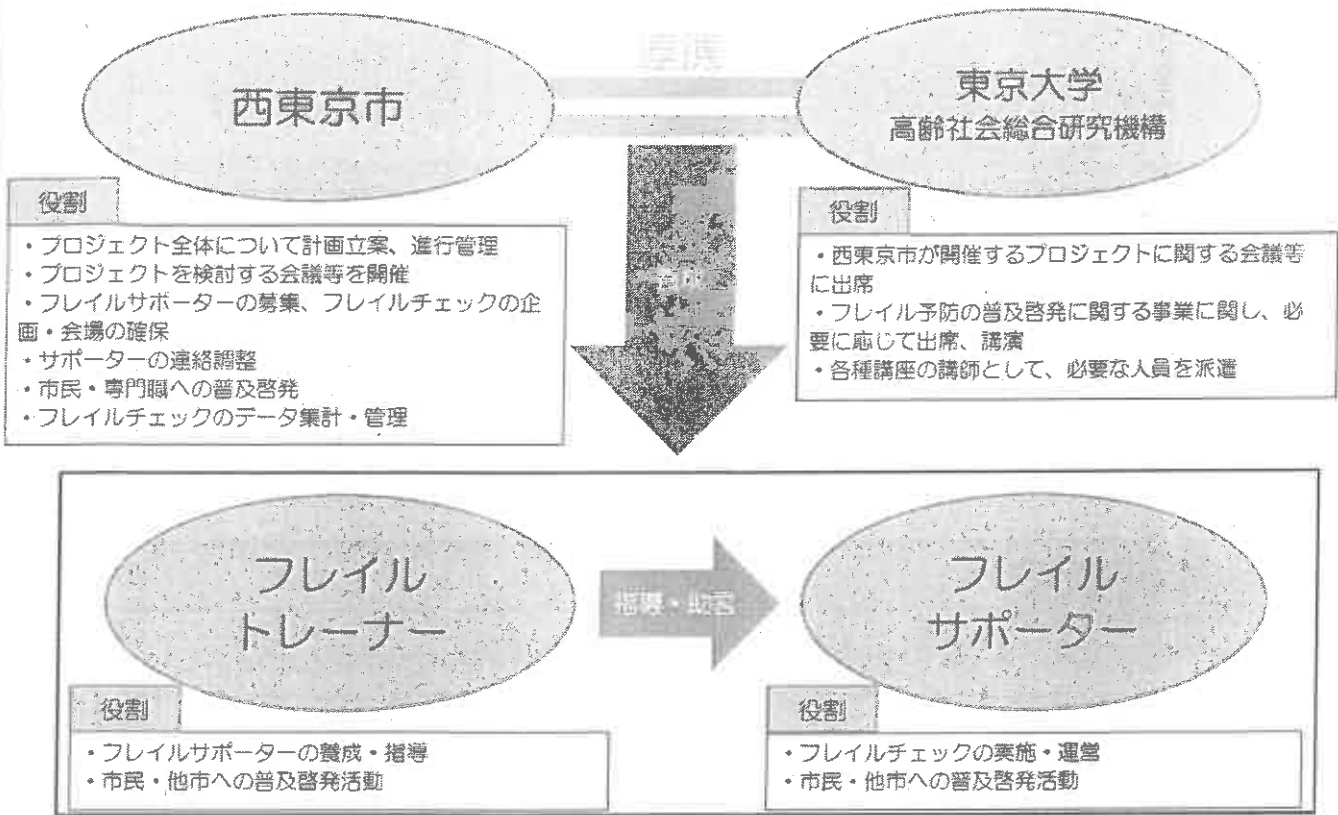 西東京市
東京大学
高齢社会総合研究機構
役割
・プロジェクト全体について計画立案、進行管理
・プロジェクトを検討する会議等を開催
・フレイルサポーターの募集、フレイルチェックの企
画・会場の確保
・サポーターの連絡調整
・市民・専門職への普及啓発
・フレイルチェックのデータ集計・管理
役割
・西東京市が開催するプロジェクトに関する会議等
に出席
・フレイル予防の普及啓発に関する事業に関し、必
要に応じて出席、講演
・各種講座の講師として、必要な人員を派遣
フレイル
トレーナー
指導・助言
フレイル
サポーター
役割
・フレイルサポーターの養成・指導
・市民・他市への普及啓発活動
役割
・フレイルチェックの実施・運営
・市民・他市への普及啓発活動